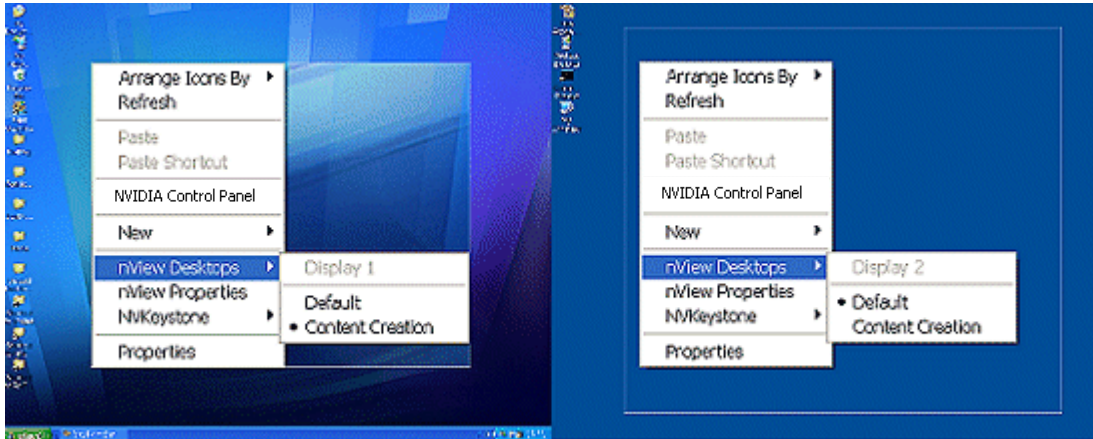 Arrange Icons By
Refresh
Paste
Paste Shortcut
NVIDIA Control Panel
New
nView Desktops
nView Properties
NVKeystone
Properties
Display 1
Default
Content Creation
Arrange Icons By
Refresh
Paste
Paste Shortcut
NVIDIA Control Panel
New
nView Desktops
nView Properties
NVKeystone
Properties
Display 2
Default
Content Creation